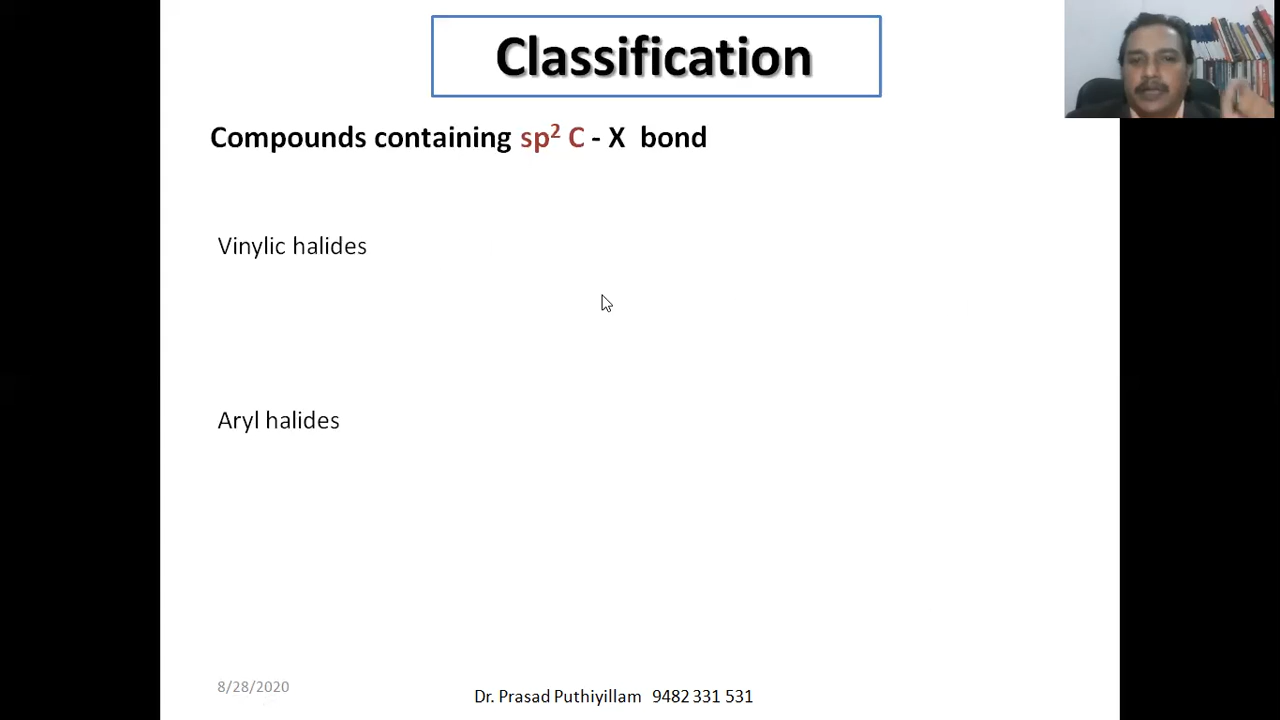 Classification
Compounds containing sp² C - X bond
Vinylic halides
Aryl halides
8/28/2020
Dr. Prasad Puthiyillam 9482 331 531